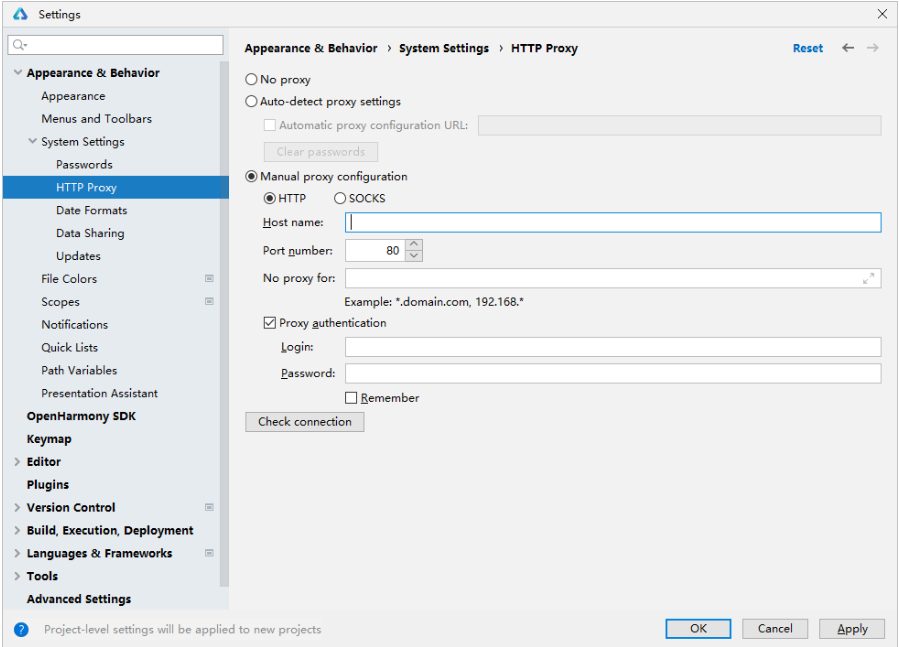 Settings
Appearance & Behavior
Appearance
Menus and Toolbars
System Settings
Passwords
HTTP Proxy
Date Formats
Data Sharing
Updates
File Colors
Scopes
Notifications
Quick Lists
Path Variables
Presentation Assistant
OpenHarmony SDK
Keymap
Editor
Plugins
Version Control
Build, Execution, Deployment
Languages & Frameworks
Tools
Advanced Settings
Appearance & Behavior › System Settings › HTTP Proxy
Reset
No proxy
Auto-detect proxy settings
Automatic proxy configuration URL:
Clear passwords
Manual proxy configuration
HTTP SOCKS
Host name:
Port number: 80
No proxy for:
Example: *.domain.com, 192.168.*
Proxy authentication
Login:
Password:
Remember
Check connection
? Project-level settings will be applied to new projects
OK Cancel Apply